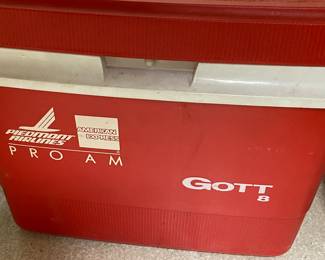 PIEDMONT
AIRLINES
AMERICAN
EXPRESS
PRO AM
GOTT
8